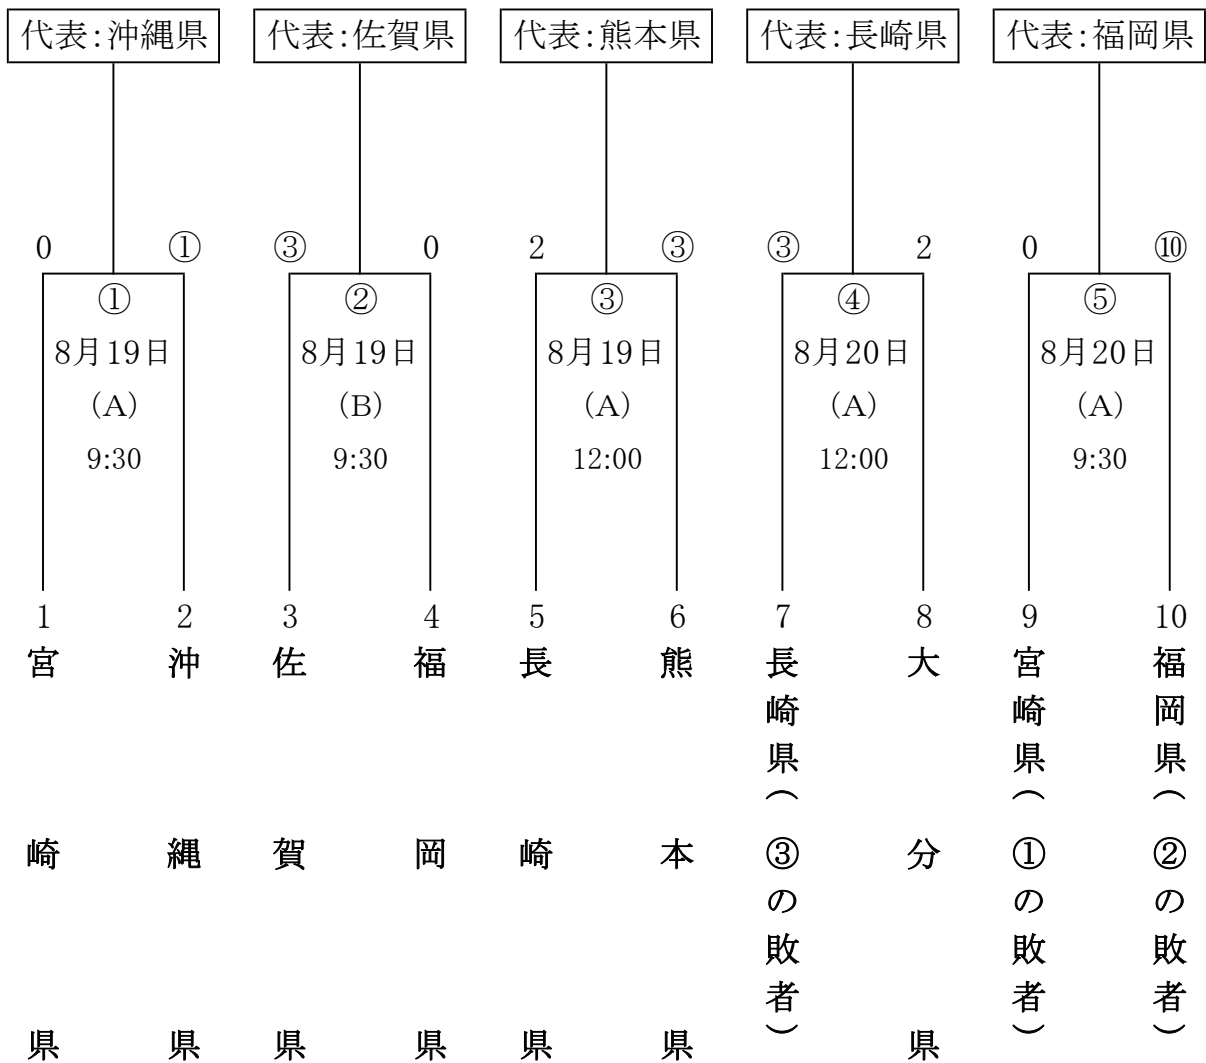 代表:沖縄県
代表:佐賀県
代表:熊本県
代表:長崎県
代表:福岡県
0 ① ③ 0 2 ③ ③ 2 0 ⑩
① ② ③ ④ ⑤
8月19日 8月19日 8月19日 8月20日 8月20日
(A) (B) (A) (A) (A)
9:30 9:30 12:00 12:00 9:30
1 2 3 4 5 6 7 8 9 10
宮崎県
沖縄県
佐賀県
福岡県
長崎県
熊本県
長崎県(③の敗者)
大分県
宮崎県(①の敗者)
福岡県(②の敗者)